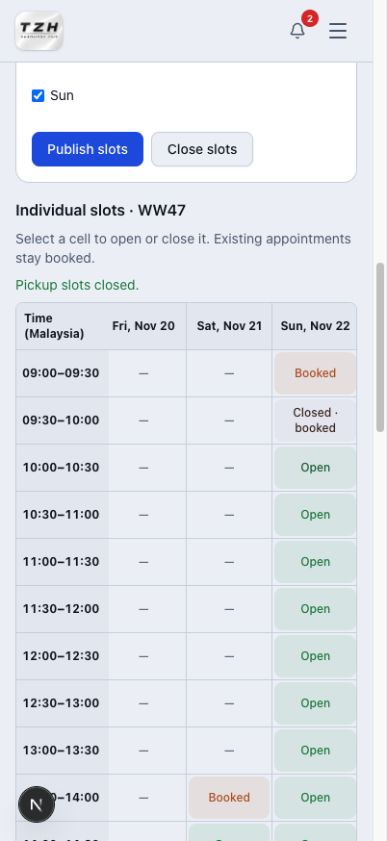 TZH
2
Sun
Publish slots
Close slots
Individual slots · WW47
Select a cell to open or close it. Existing appointments
stay booked.
Pickup slots closed.
Time
(Malaysia)
Fri, Nov 20
Sat, Nov 21
Sun, Nov 22
09:00–09:30 — — Booked
09:30–10:00 — — Closed ·
booked
10:00–10:30 — — Open
10:30–11:00 — — Open
11:00–11:30 — — Open
11:30–12:00 — — Open
12:00–12:30 — — Open
12:30–13:00 — — Open
13:00–13:30 — — Open
N
–14:00 — Booked Open